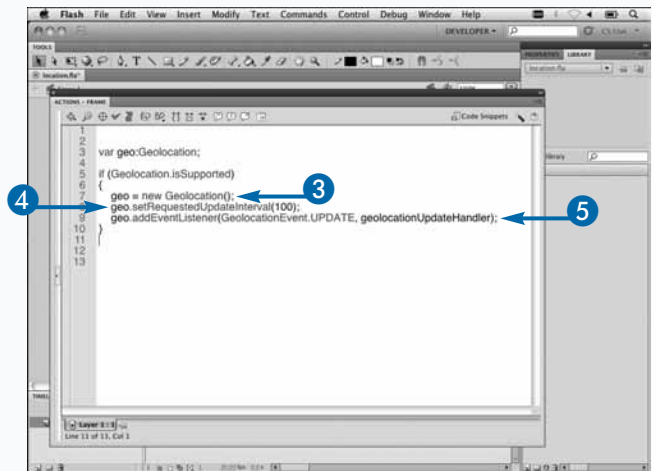 Flash File Edit View Insert Modify Text Commands Control Debug Window Help
DEVELOPER
TOOLS
PROPERTIES LIBRARY
location.fla*
location.fla
ACTIONS - FRAME
Code Snippets
1
2
3 var geo:Geolocation;
4
5 if (Geolocation.isSupported)
6 {
7 geo = new Geolocation();
3
4
8 geo.setRequestedUpdateInterval(100);
9 geo.addEventListener(GeolocationEvent.UPDATE, geolocationUpdateHandler);
5
10 }
11
12
13
Layer 1 : 1
Line 11 of 13, Col 1